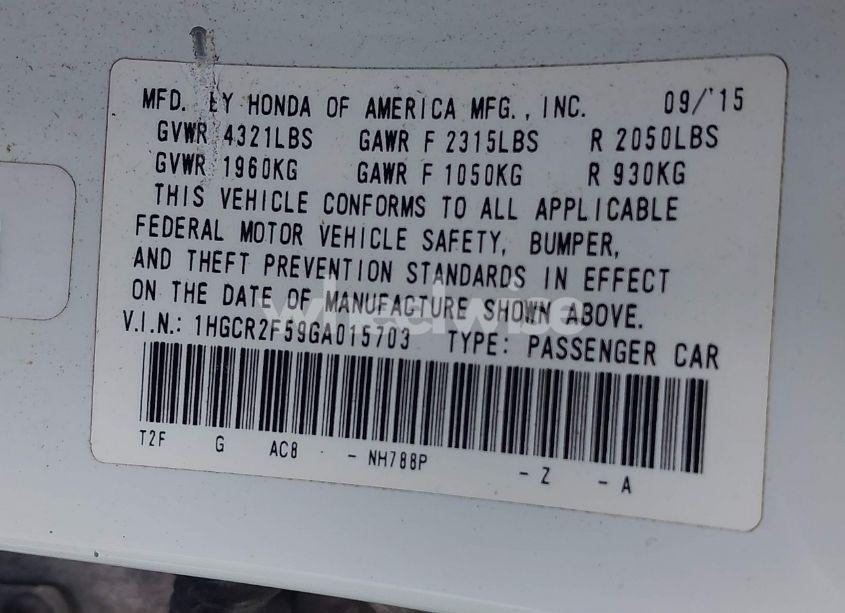 MFD. BY HONDA OF AMERICA MFG., INC. 09/'15
GVWR 4321LBS GAWR F 2315LBS R 2050LBS
GVWR 1960KG GAWR F 1050KG R 930KG
THIS VEHICLE CONFORMS TO ALL APPLICABLE
FEDERAL MOTOR VEHICLE SAFETY, BUMPER,
AND THEFT PREVENTION STANDARDS IN EFFECT
ON THE DATE OF MANUFACTURE SHOWN ABOVE.
wheelwise
V.I.N.: 1HGCR2F59GA015703 TYPE: PASSENGER CAR
T2F G AC8 - NH788P - Z - A